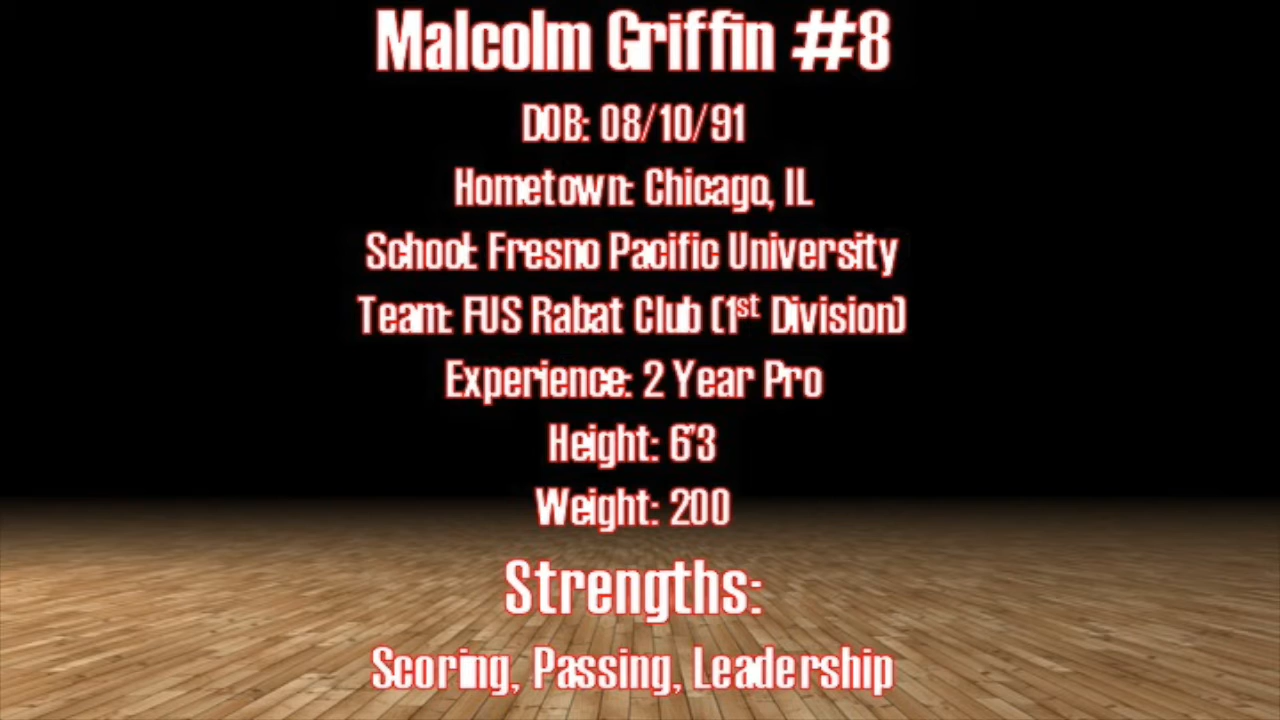 Malcolm Griffin #8
DOB: 08/10/91
Hometown: Chicago, IL
School: Fresno Pacific University
Team: FUS Rabat Club (1st Division)
Experience: 2 Year Pro
Height: 6'3
Weight: 200
Strengths:
Scoring, Passing, Leadership